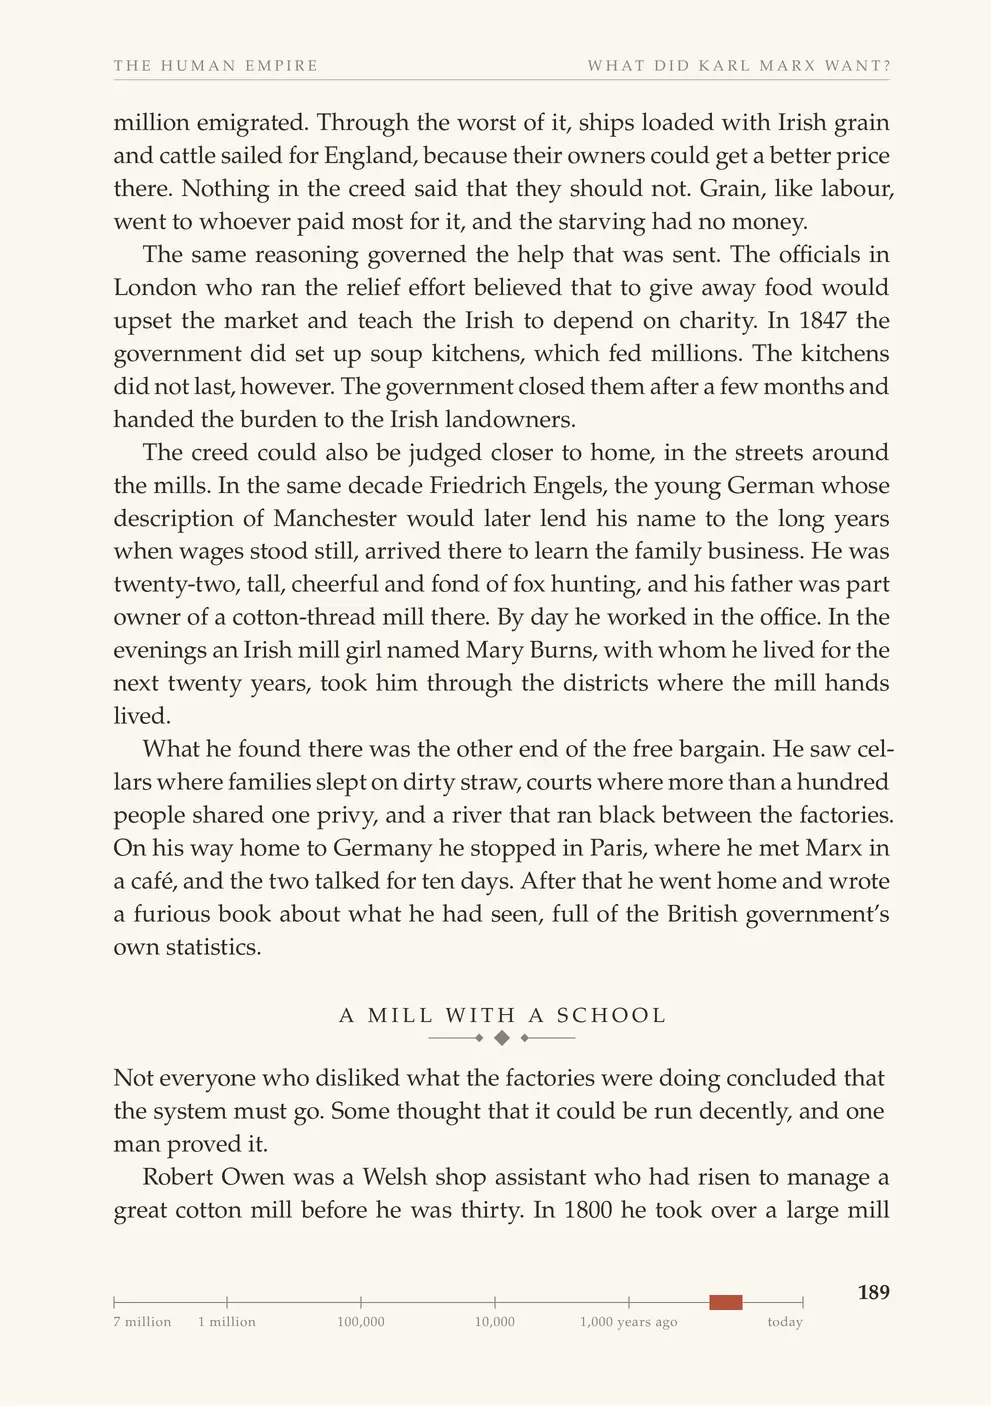 THE HUMAN EMPIRE
WHAT DID KARL MARX WANT?
million emigrated. Through the worst of it, ships loaded with Irish grain
and cattle sailed for England, because their owners could get a better price
there. Nothing in the creed said that they should not. Grain, like labour,
went to whoever paid most for it, and the starving had no money.
The same reasoning governed the help that was sent. The officials in
London who ran the relief effort believed that to give away food would
upset the market and teach the Irish to depend on charity. In 1847 the
government did set up soup kitchens, which fed millions. The kitchens
did not last, however. The government closed them after a few months and
handed the burden to the Irish landowners.
The creed could also be judged closer to home, in the streets around
the mills. In the same decade Friedrich Engels, the young German whose
description of Manchester would later lend his name to the long years
when wages stood still, arrived there to learn the family business. He was
twenty-two, tall, cheerful and fond of fox hunting, and his father was part
owner of a cotton-thread mill there. By day he worked in the office. In the
evenings an Irish mill girl named Mary Burns, with whom he lived for the
next twenty years, took him through the districts where the mill hands
lived.
What he found there was the other end of the free bargain. He saw cel-
lars where families slept on dirty straw, courts where more than a hundred
people shared one privy, and a river that ran black between the factories.
On his way home to Germany he stopped in Paris, where he met Marx in
a café, and the two talked for ten days. After that he went home and wrote
a furious book about what he had seen, full of the British government's
own statistics.
A MILL WITH A SCHOOL
Not everyone who disliked what the factories were doing concluded that
the system must go. Some thought that it could be run decently, and one
man proved it.
Robert Owen was a Welsh shop assistant who had risen to manage a
great cotton mill before he was thirty. In 1800 he took over a large mill
189
7 million 1 million 100,000 10,000 1,000 years ago today